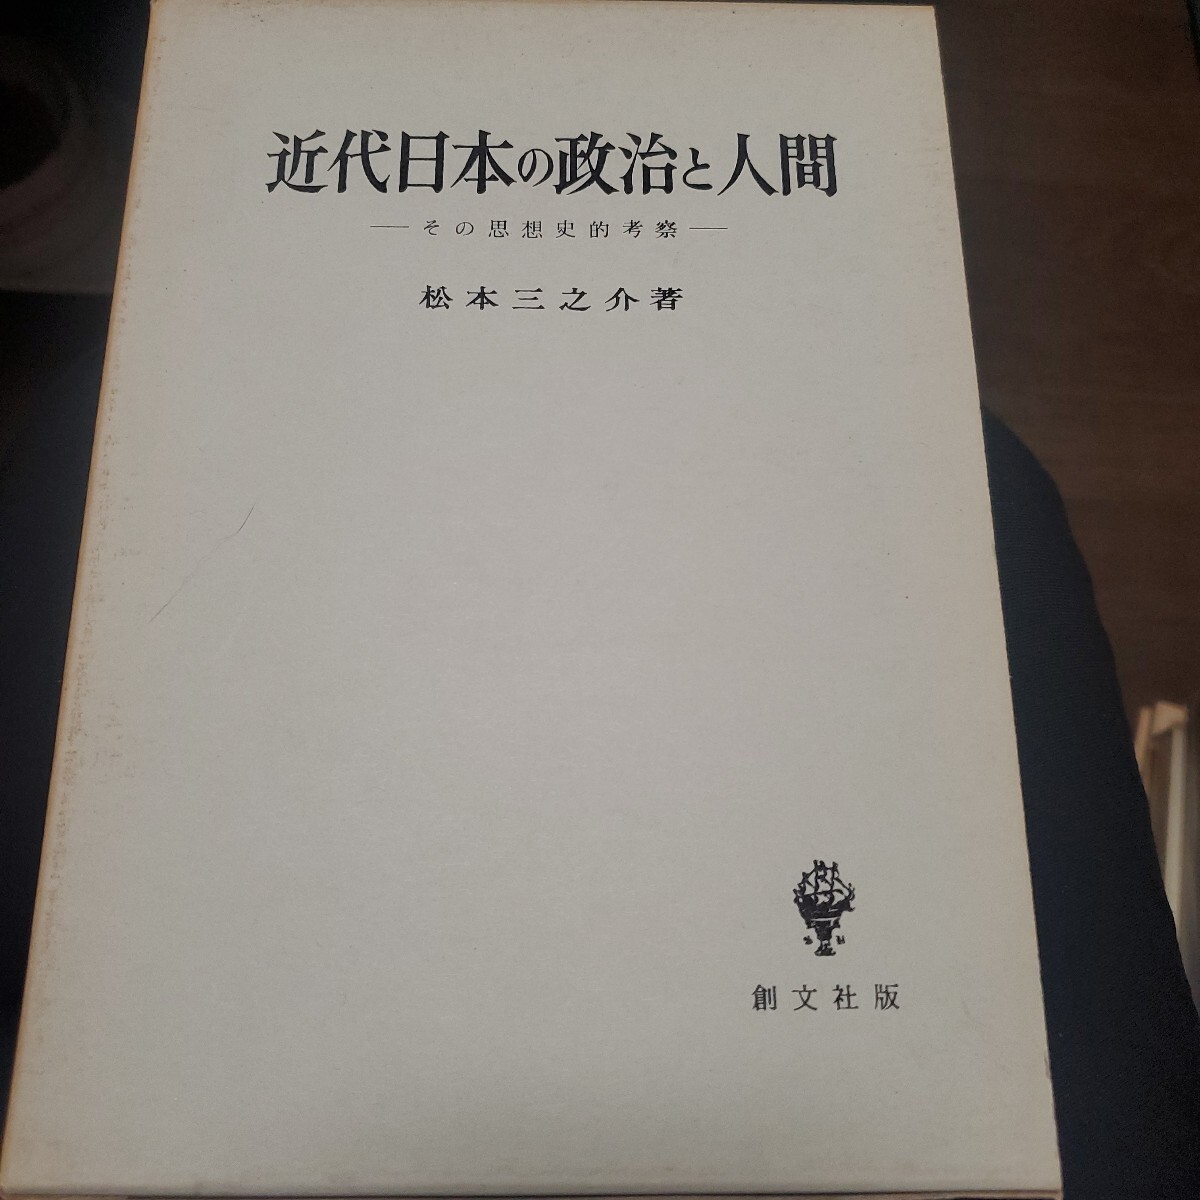 近代日本の政治と人間
―その思想史的考察―
松本三之介著
創文社版